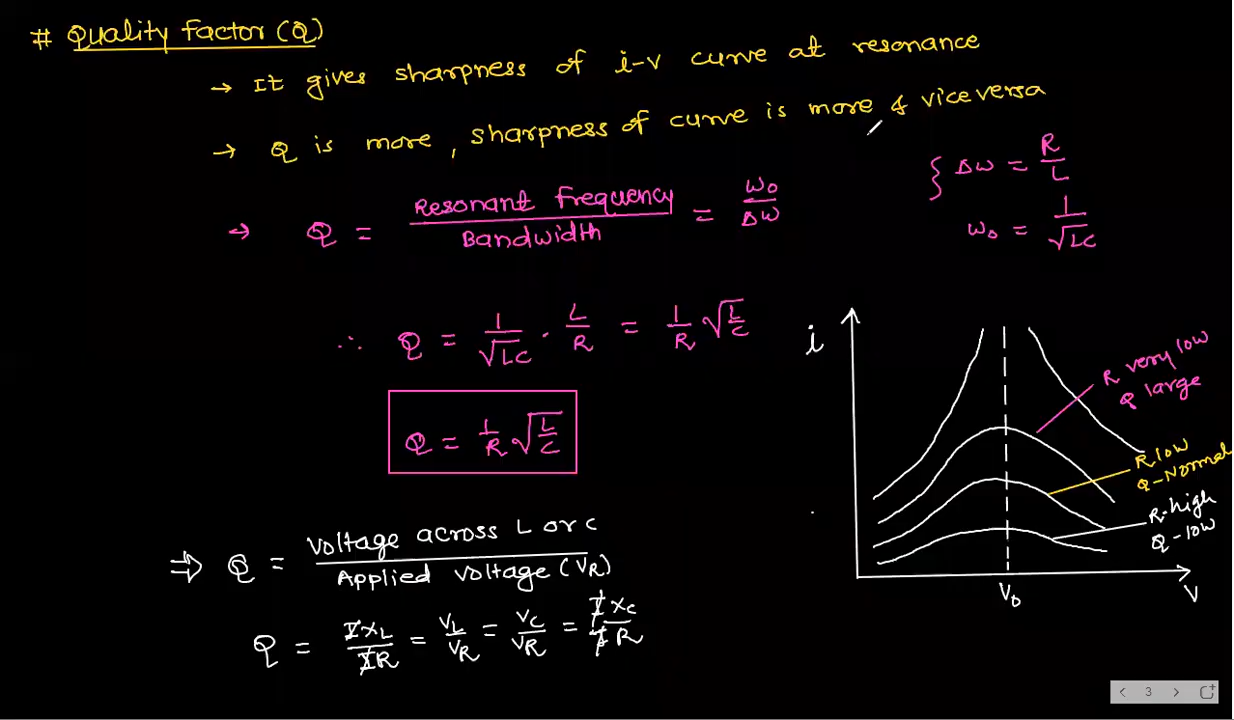 # Quality Factor (Q)
→ It gives sharpness of i-v curve at resonance
→ Q is more, sharpness of curve is more & vice versa
→ Q = Resonant Frequency / Bandwidth = ω₀ / Δω
{ Δω = R/L
ω₀ = 1/√LC
∴ Q = 1/√LC · L/R = 1/R √L/C
Q = 1/R √L/C
⇒ Q = Voltage across L or C / Applied Voltage (VR)
Q = IXL/IR = VL/VR = VC/VR = IXC/IR
i
R very low
Q large
R low
Q-Normal
R-high
Q-low
V₀
V
< 3 >